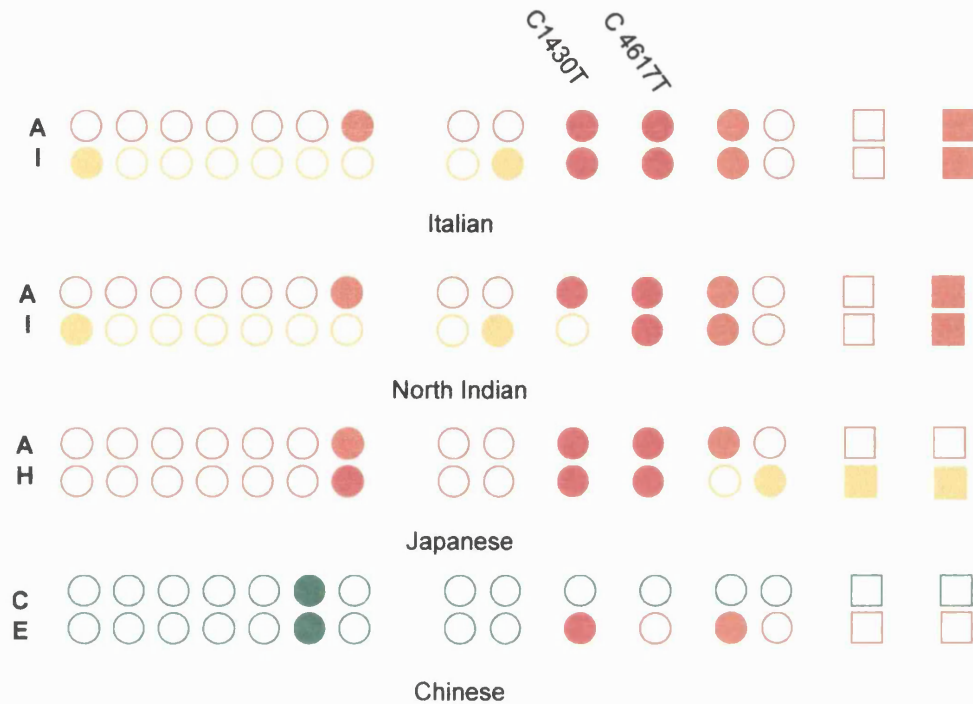 C1430T
C 4617T
A
I
Italian
A
I
North Indian
A
H
Japanese
C
E
Chinese